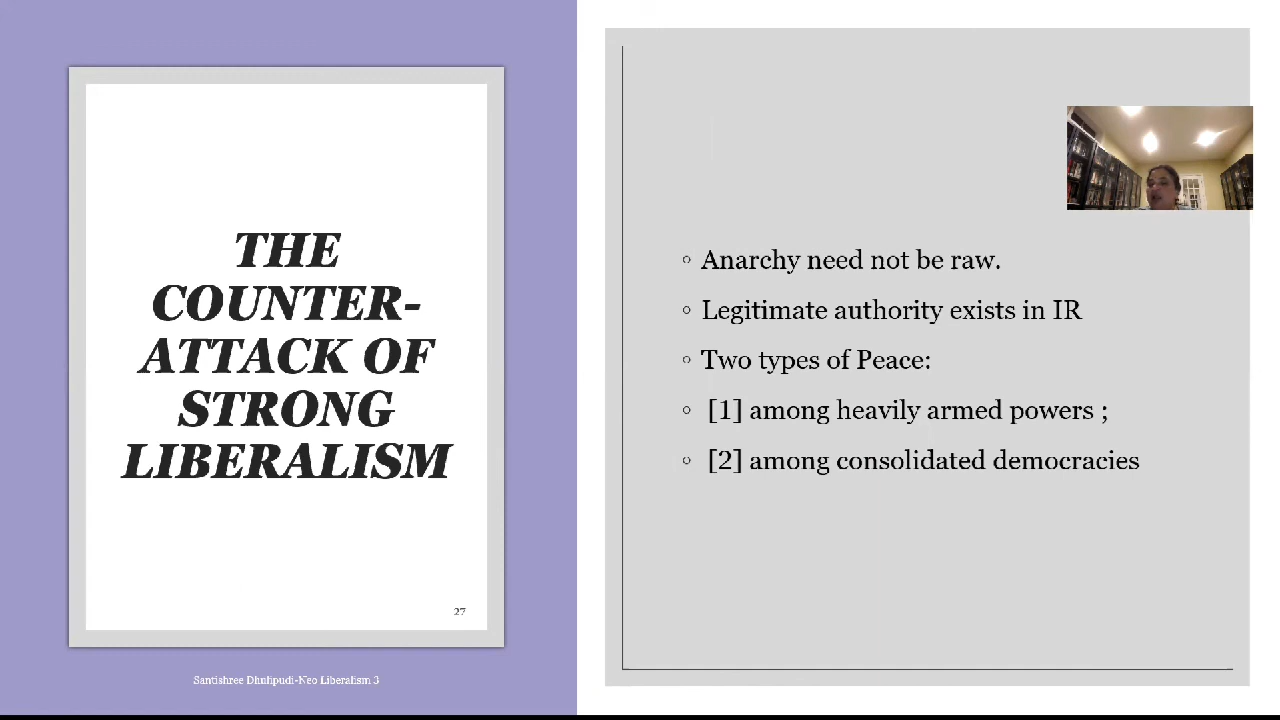 THE
COUNTER-
ATTACK OF
STRONG
LIBERALISM
27
Santishree Dhulipudi-Neo Liberalism 3
Anarchy need not be raw.
Legitimate authority exists in IR
Two types of Peace:
[1] among heavily armed powers ;
[2] among consolidated democracies